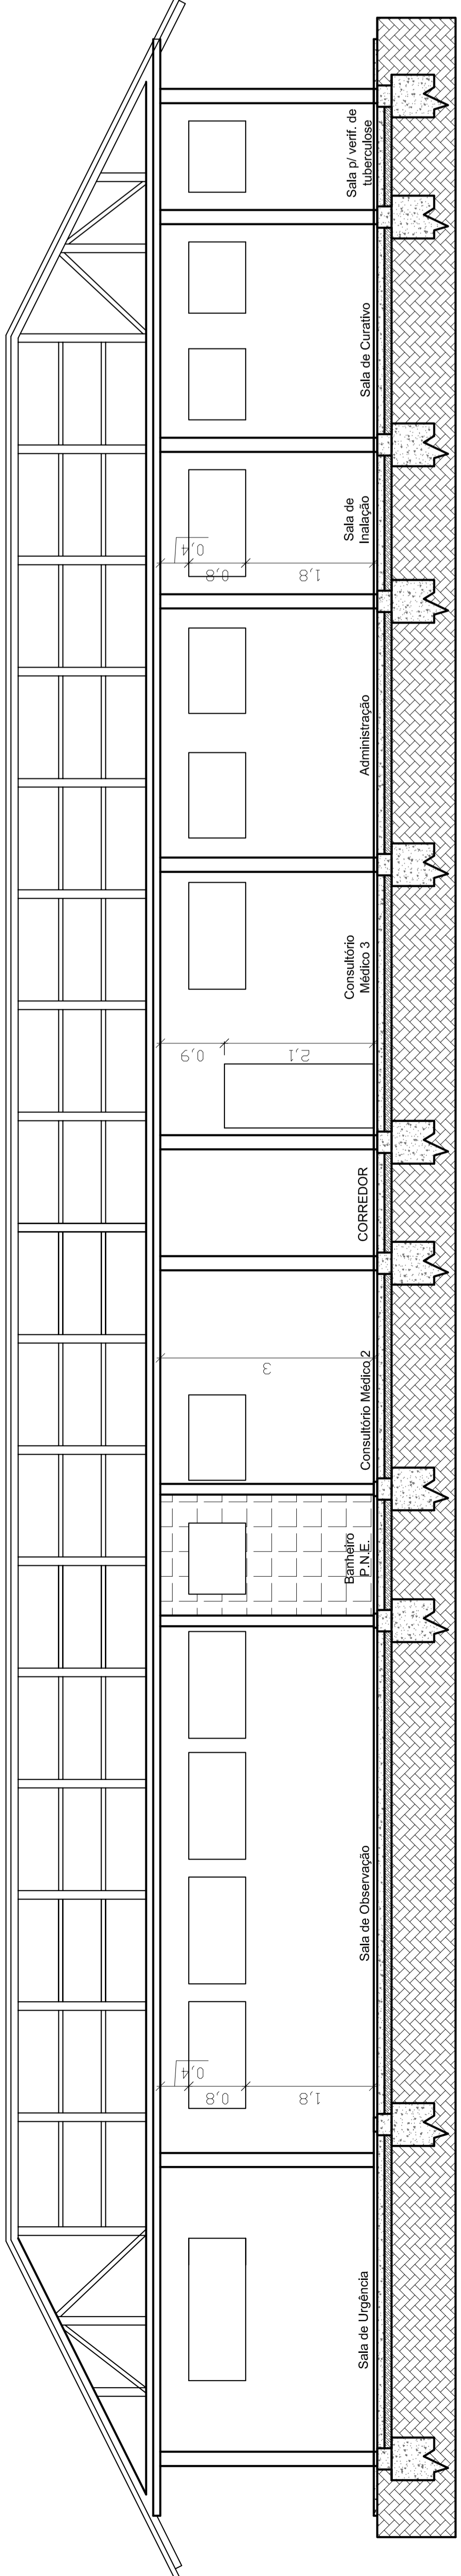 Sala p/ verif. de
tuberculose
Sala de Curativo
Sala de
Inalação
0,4
0,8
1,8
Administração
Consultório
Médico 3
0,9
2,1
CORREDOR
3
Consultório Médico 2
Banheiro
P.N.E.
Sala de Observação
0,4
0,8
1,8
Sala de Urgência